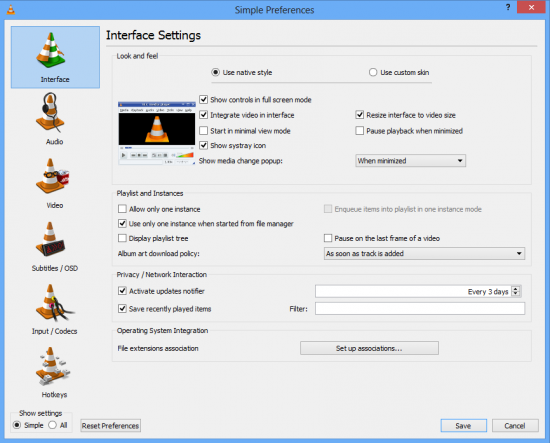 Simple Preferences
?
Interface
Audio
Video
Subtitles / OSD
Input / Codecs
Hotkeys
Show settings
Simple All
Reset Preferences
Interface Settings
Look and feel
Use native style Use custom skin
Show controls in full screen mode
Integrate video in interface Resize interface to video size
Start in minimal view mode Pause playback when minimized
Show systray icon
Show media change popup: When minimized
Playlist and Instances
Allow only one instance Enqueue items into playlist in one instance mode
Use only one instance when started from file manager
Display playlist tree Pause on the last frame of a video
Album art download policy: As soon as track is added
Privacy / Network Interaction
Activate updates notifier Every 3 days
Save recently played items Filter:
Operating System Integration
File extensions association Set up associations...
Save Cancel